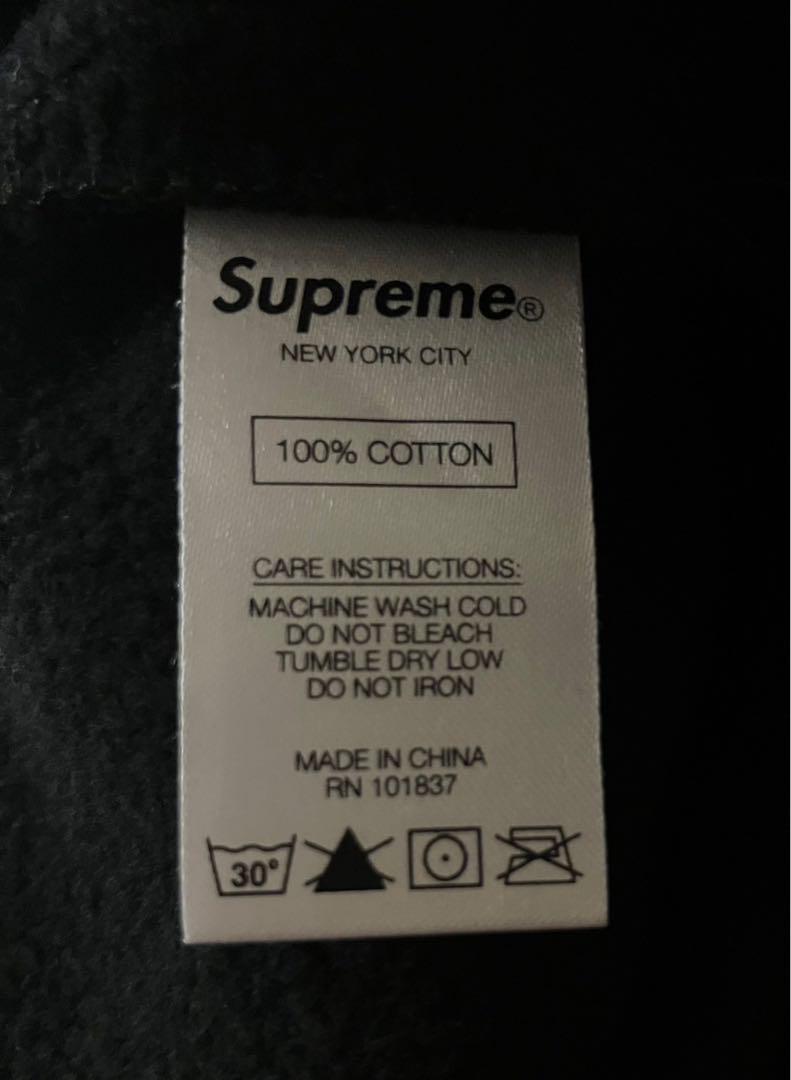 Supreme®
NEW YORK CITY
100% COTTON
CARE INSTRUCTIONS:
MACHINE WASH COLD
DO NOT BLEACH
TUMBLE DRY LOW
DO NOT IRON
MADE IN CHINA
RN 101837
30°